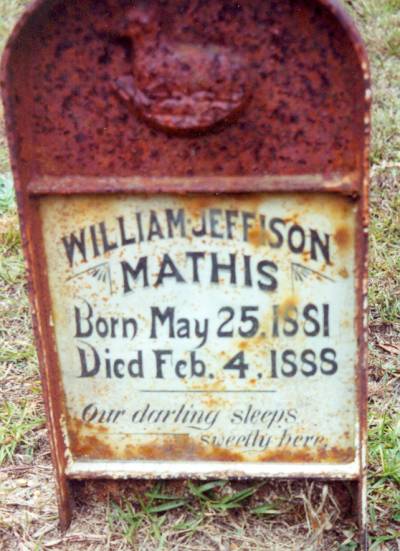 WILLIAM JEFFISON
MATHIS
Born May 25. 1881
Died Feb. 4. 1888
Our darling sleeps
sweetly here.